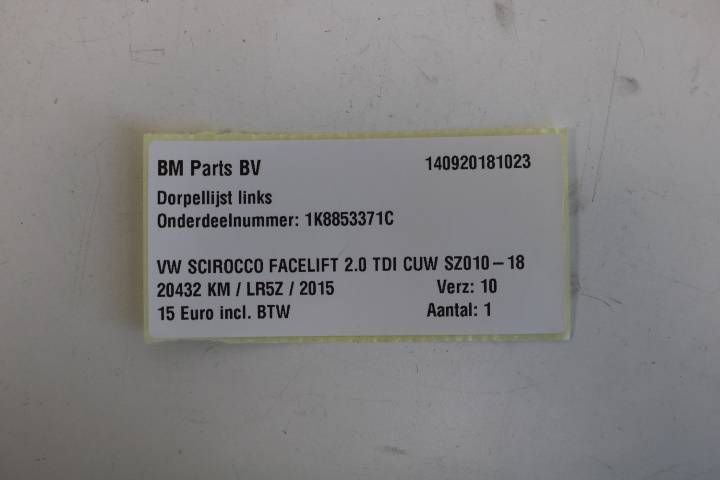 BM Parts BV 140920181023
Dorpellijst links
Onderdeelnummer: 1K8853371C
VW SCIROCCO FACELIFT 2.0 TDI CUW SZ010-18
20432 KM / LR5Z / 2015 Verz: 10
15 Euro incl. BTW Aantal: 1